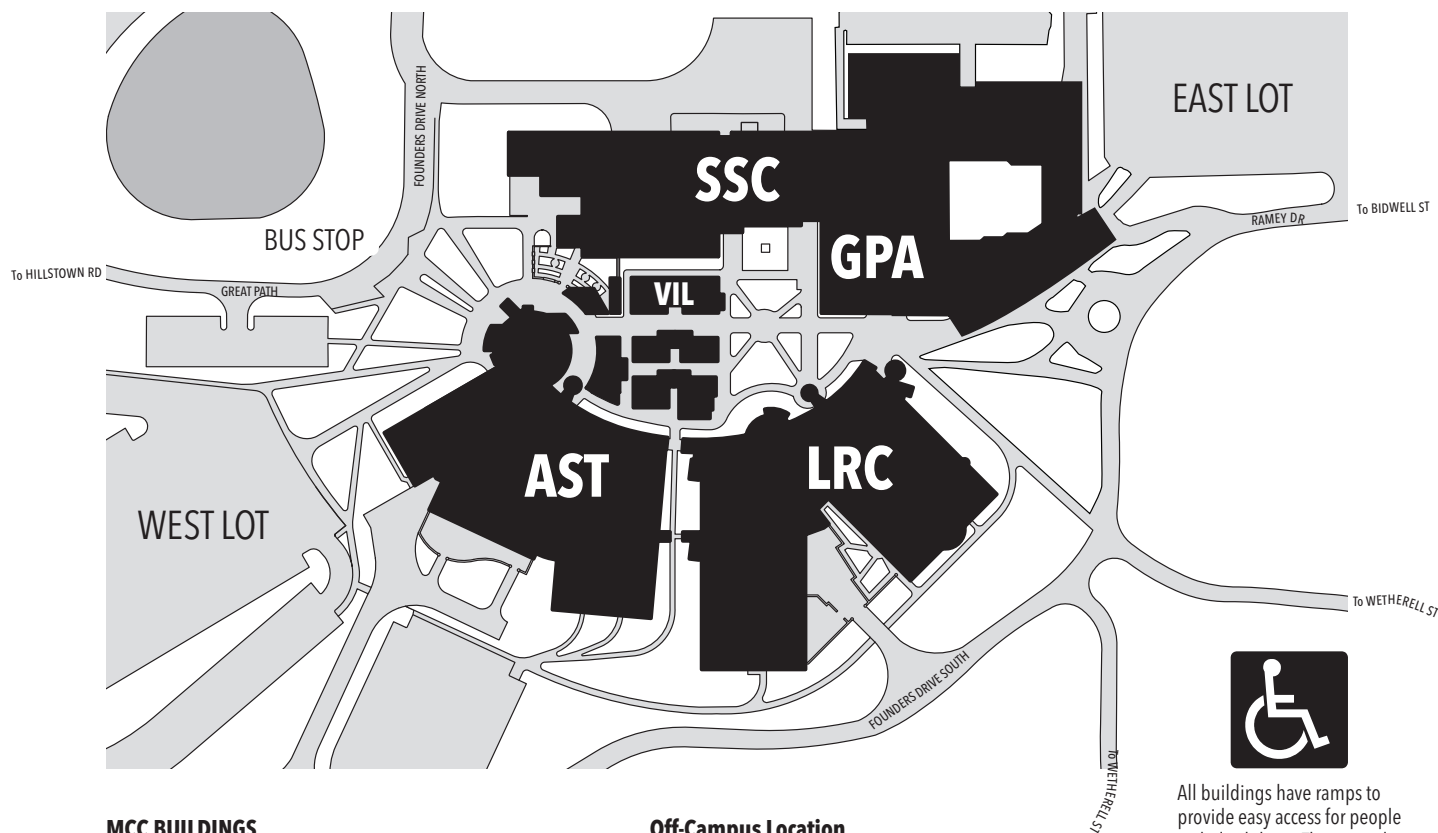 FOUNDERS DRIVE NORTH
EAST LOT
SSC
BUS STOP
To BIDWELL ST
RAMEY DR
To HILLSTOWN RD
GREAT PATH
GPA
VIL
AST
LRC
WEST LOT
To WETHERELL ST
FOUNDERS DRIVE SOUTH
To WETHERELL ST
All buildings have ramps to
provide easy access for people
MCC BUILDINGS
Off-Campus Location